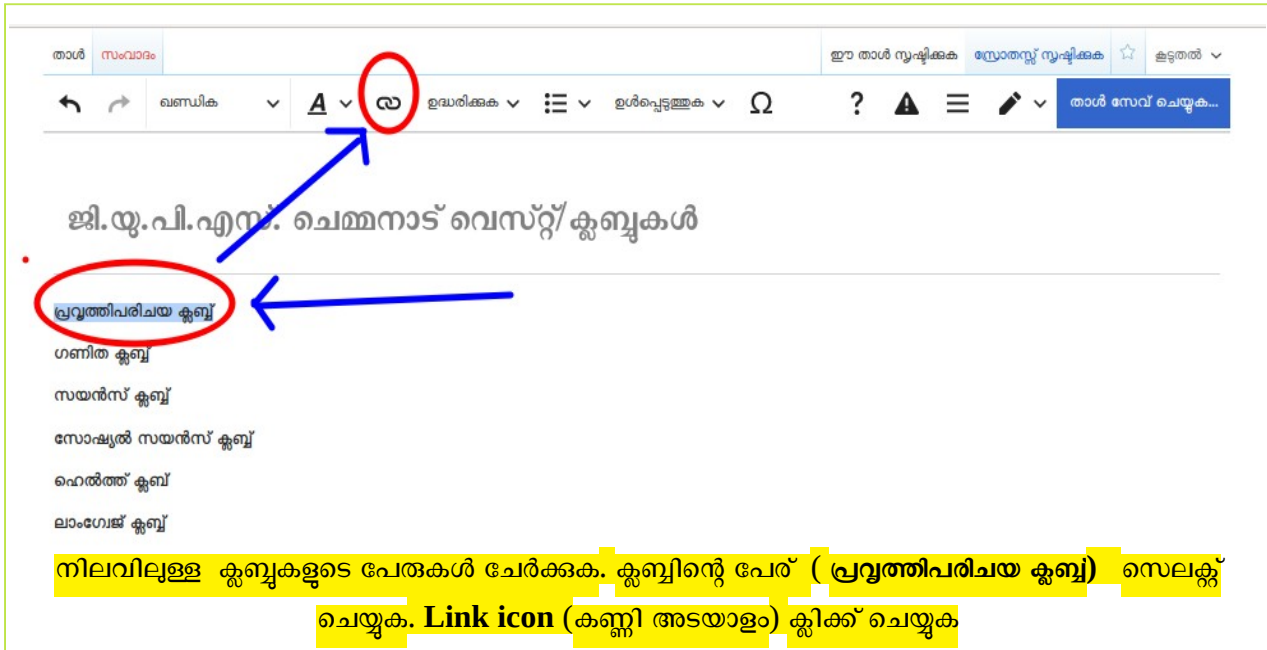 താൾ സംവാദം ഈ താൾ സൃഷ്ടിക്കുക സ്രോതസ്സ് സൃഷ്ടിക്കുക കൂടുതൽ
ഖണ്ഡിക A ഉദ്ധരിക്കുക ഉൾപ്പെടുത്തുക Ω ? താൾ സേവ് ചെയ്യുക...
ജി.യു.പി.എസ്. ചെമ്മനാട് വെസ്റ്റ്/ക്ലബ്ബുകൾ
പ്രവൃത്തിപരിചയ ക്ലബ്ബ്
ഗണിത ക്ലബ്ബ്
സയൻസ് ക്ലബ്ബ്
സോഷ്യൽ സയൻസ് ക്ലബ്ബ്
ഹെൽത്ത് ക്ലബ്
ലാംഗ്വേജ് ക്ലബ്ബ്
നിലവിലുള്ള ക്ലബ്ബുകളുടെ പേരുകൾ ചേർക്കുക. ക്ലബ്ബിന്റെ പേര് ( പ്രവൃത്തിപരിചയ ക്ലബ്ബ്) സെലക്റ്റ്
ചെയ്യുക. Link icon (കണ്ണി അടയാളം) ക്ലിക്ക് ചെയ്യുക